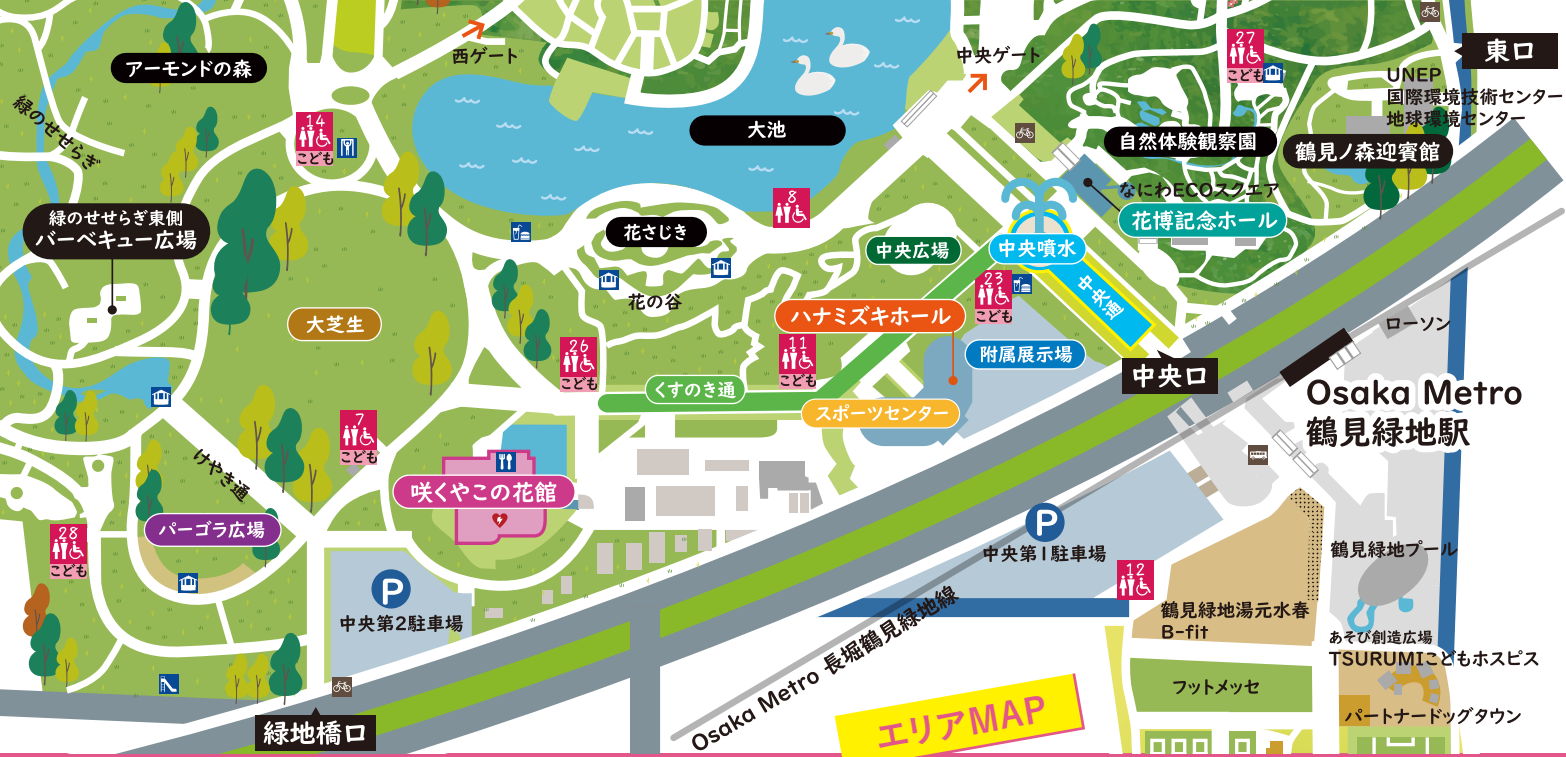 アーモンドの森
緑のせせらぎ
14
こども
西ゲート
中央ゲート
27
こども
東口
UNEP
国際環境技術センター
地球環境センター
大池
自然体験観察園
鶴見ノ森迎賓館
なにわECOスクエア
花博記念ホール
緑のせせらぎ東側
バーベキュー広場
8
花さじき
中央広場
中央噴水
中央通
23
こども
花の谷
大芝生
ハナミズキホール
附属展示場
ローソン
26
こども
11
こども
くすのき通
スポーツセンター
中央口
Osaka Metro
鶴見緑地駅
7
こども
けやき通
咲くやこの花館
パーゴラ広場
28
こども
P
中央第1駐車場
鶴見緑地プール
12
P
中央第2駐車場
鶴見緑地湯元水春
B-fit
あそび創造広場
TSURUMIこどもホスピス
Osaka Metro 長堀鶴見緑地線
フットメッセ
パートナードッグタウン
緑地橋口
エリアMAP